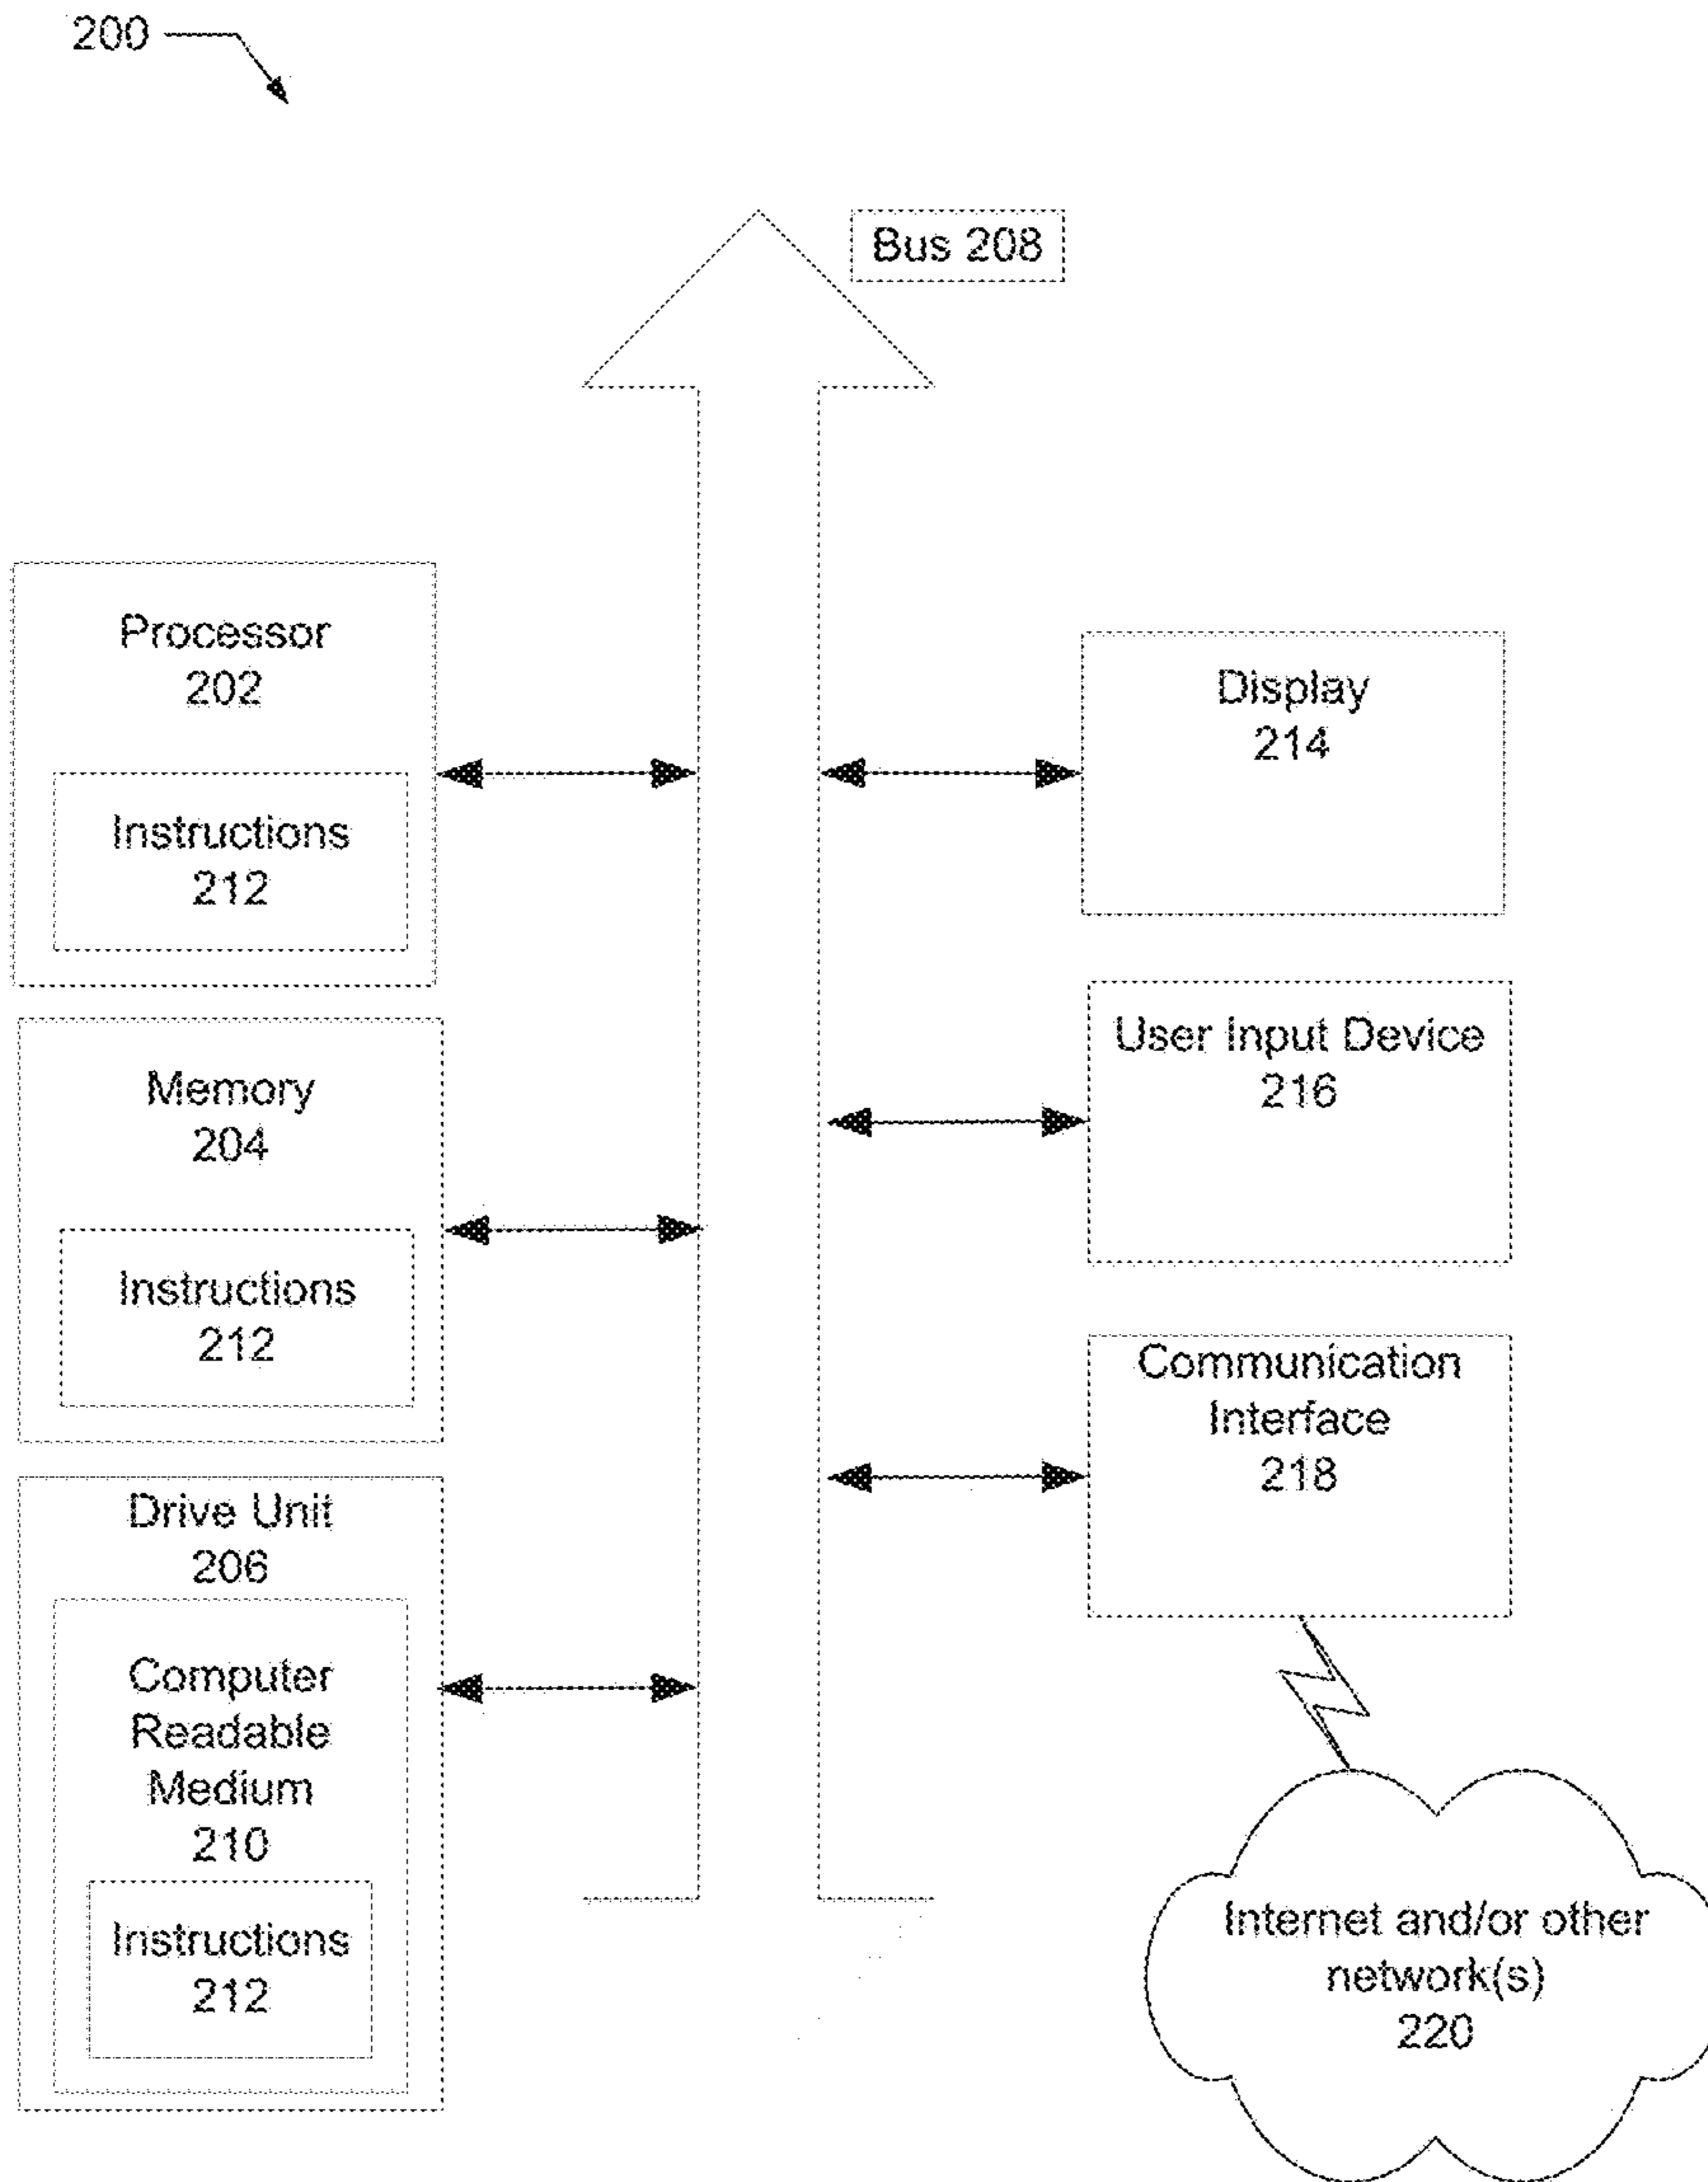 200
Bus 208
Processor
202
Instructions
212
Memory
204
Instructions
212
Drive Unit
206
Computer
Readable
Medium
210
Instructions
212
Display
214
User Input Device
216
Communication
Interface
218
Internet and/or other
network(s)
220